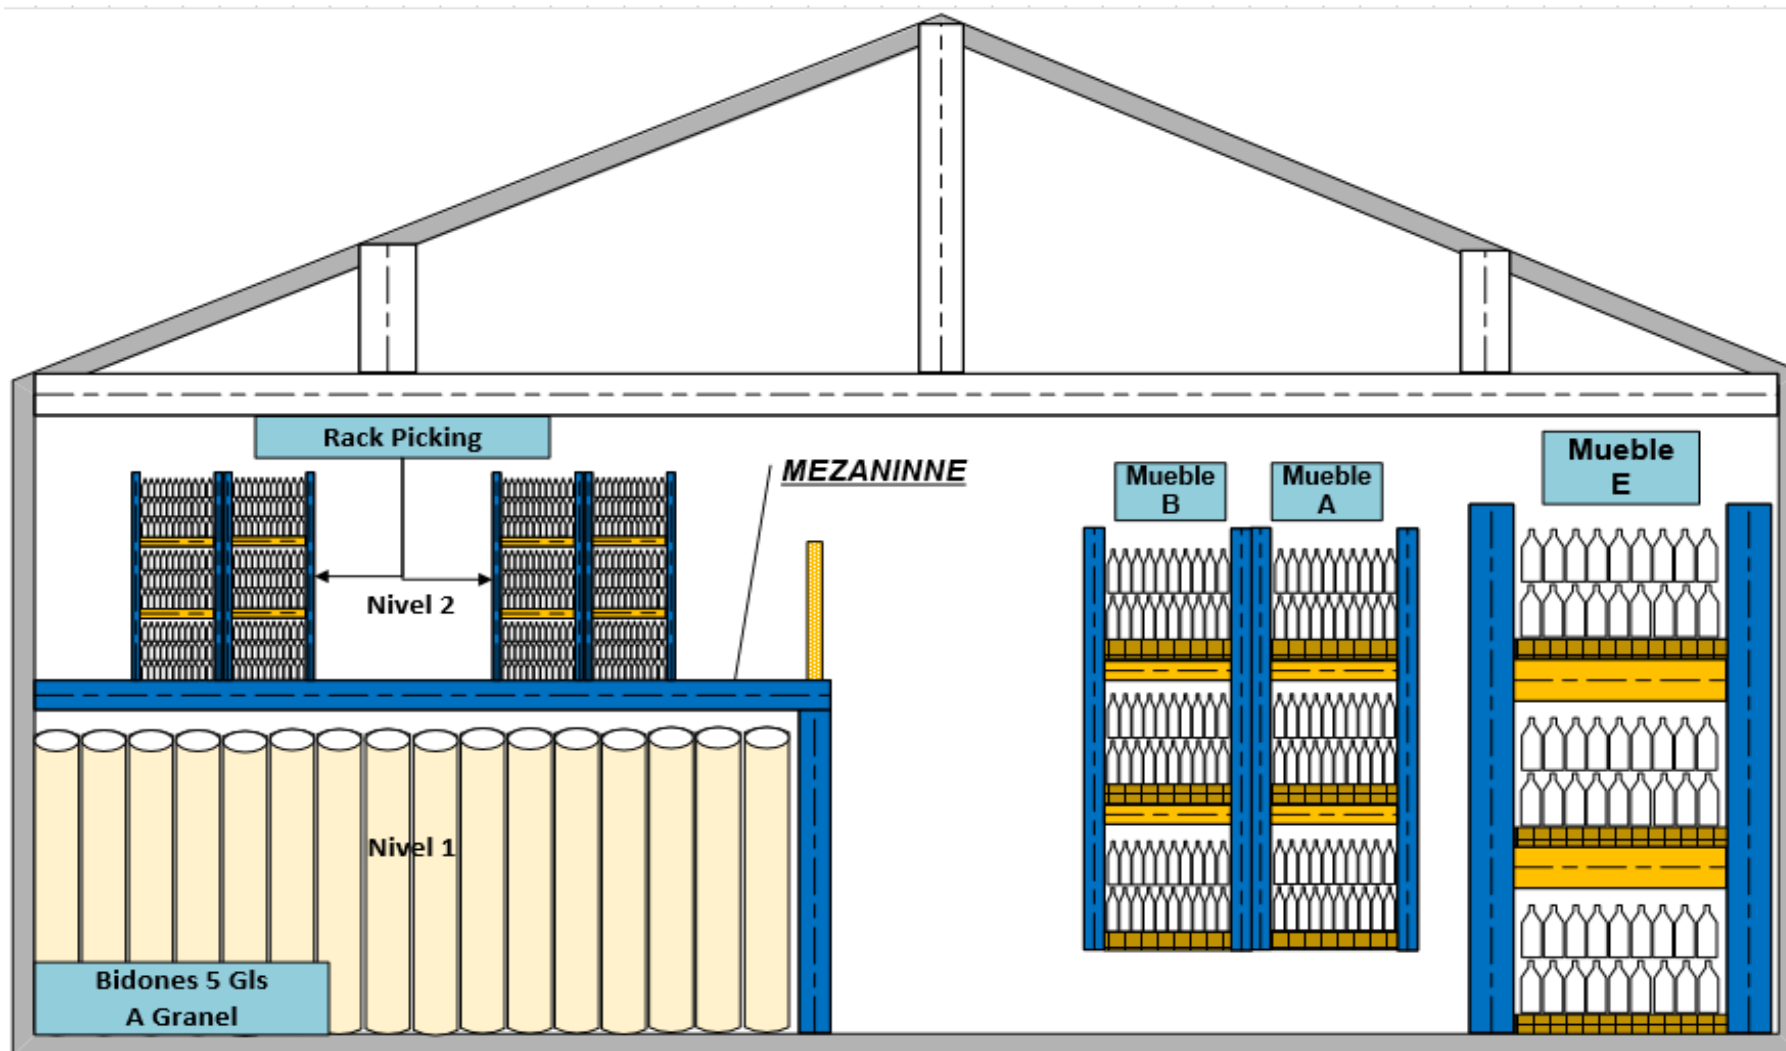 Rack Picking
MEZANINNE
Mueble
B
Mueble
A
Mueble
E
Nivel 2
Nivel 1
Bidones 5 Gls
A Granel